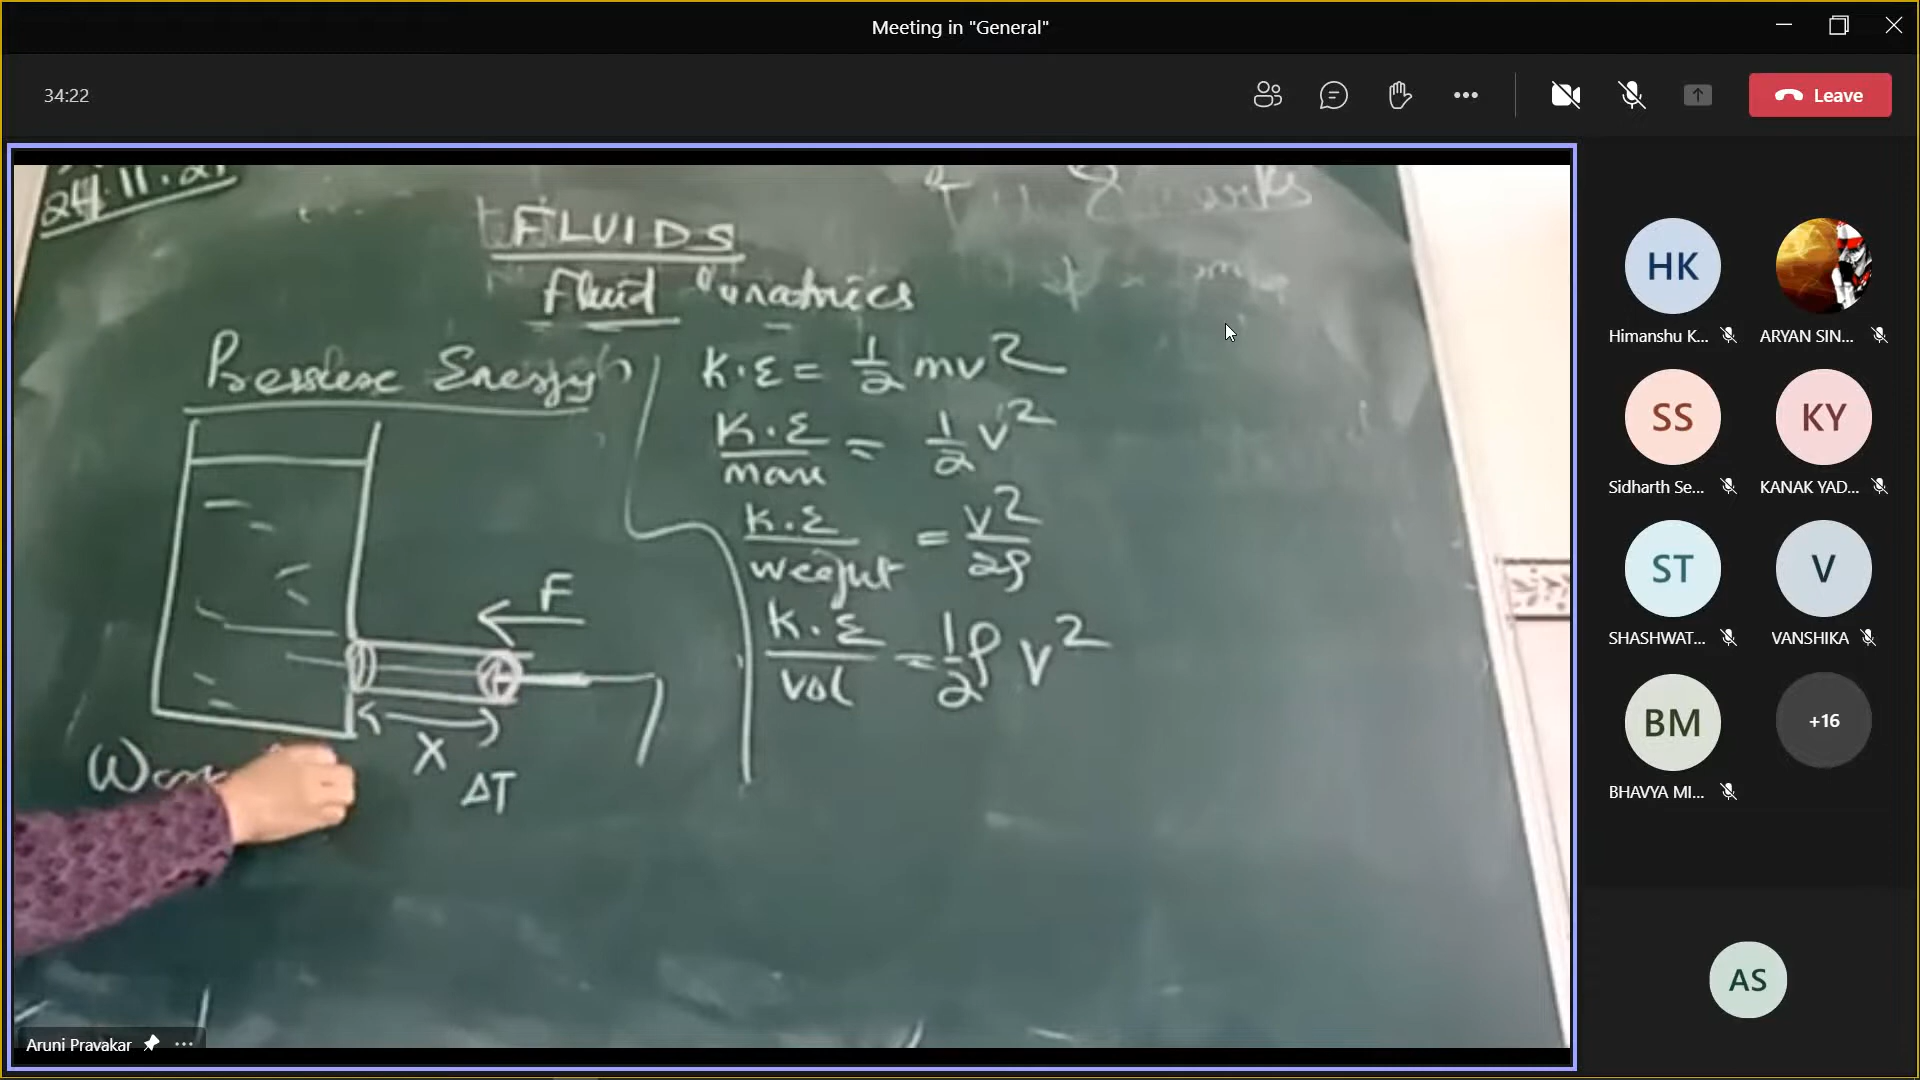 Meeting in "General"
34:22
Leave
24.11.21
FLUIDS
Fluid
Pressure Energy
K.E = 1/2 mv²
K.E/mass = 1/2 v²
K.E/weight = v²/2g
K.E/vol = 1/2 ρ v²
F
X
ΔT
Wor
HK
Himanshu K...
ARYAN SIN...
SS
KY
Sidharth Se...
KANAK YAD...
ST
V
SHASHWAT...
VANSHIKA
BM
+16
BHAVYA MI...
AS
Aruni Pravakar